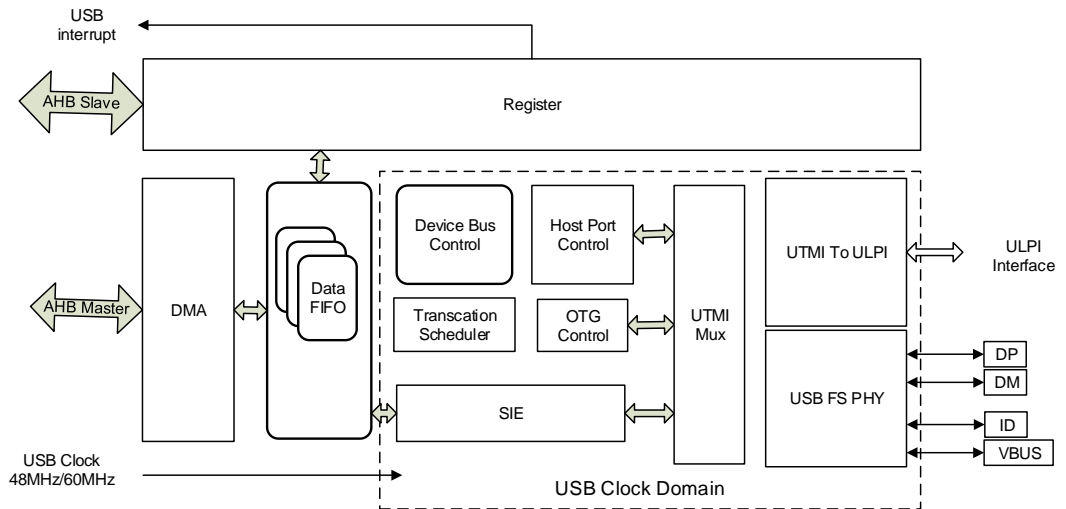 USB
interrupt
AHB Slave
Register
Device Bus
Control
Host Port
Control
UTMI To ULPI
ULPI
Interface
Data
FIFO
AHB Master
DMA
Transcation
Scheduler
OTG
Control
UTMI
Mux
DP
DM
USB FS PHY
SIE
ID
VBUS
USB Clock
48MHz/60MHz
USB Clock Domain